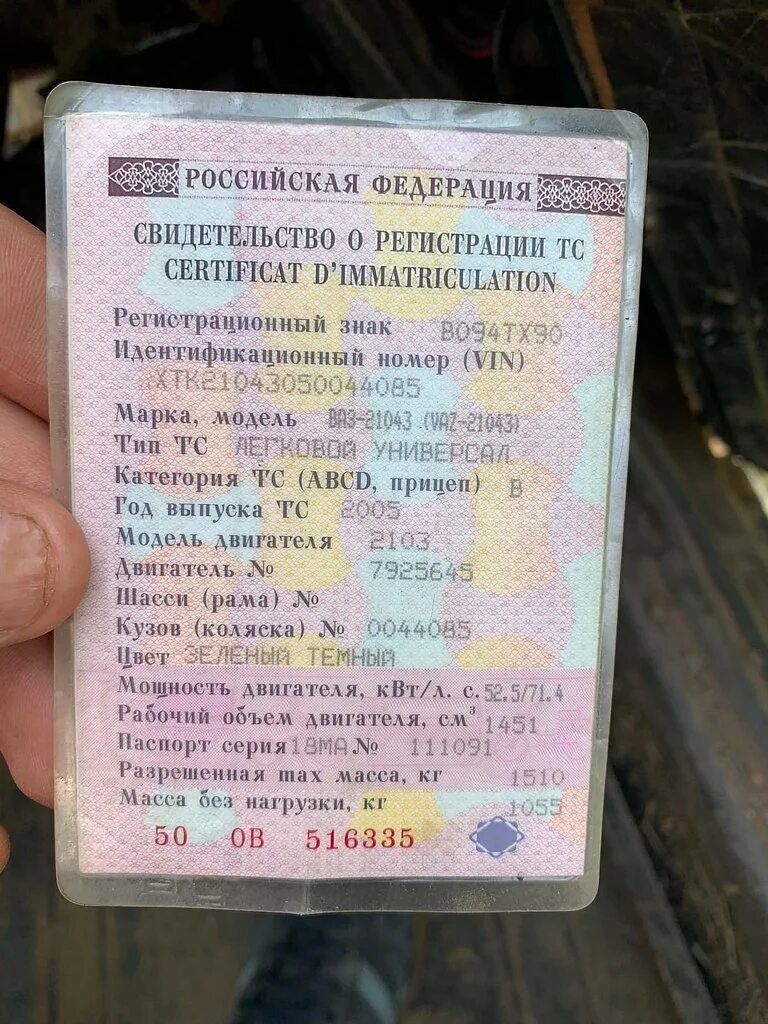 РОССИЙСКАЯ ФЕДЕРАЦИЯ
СВИДЕТЕЛЬСТВО О РЕГИСТРАЦИИ ТС
CERTIFICAT D'IMMATRICULATION
Регистрационный знак В094ТХ90
Идентификационный номер (VIN)
XTK21043050044085
Марка, модель ВАЗ-21043 (VAZ-21043)
Тип ТС ЛЕГКОВОЙ УНИВЕРСАЛ
Категория ТС (ABCD, прицеп) B
Год выпуска ТС 2005
Модель двигателя 2103
Двигатель № 7925645
Шасси (рама) №
Кузов (коляска) № 0044085
Цвет ЗЕЛЕНЫЙ ТЕМНЫЙ
Мощность двигателя, кВт/л. с. 52.5/71.4
Рабочий объем двигателя, см³ 1451
Паспорт серия 18МА № 111091
Разрешенная max масса, кг 1510
Масса без нагрузки, кг 1055
50 ОВ 516335